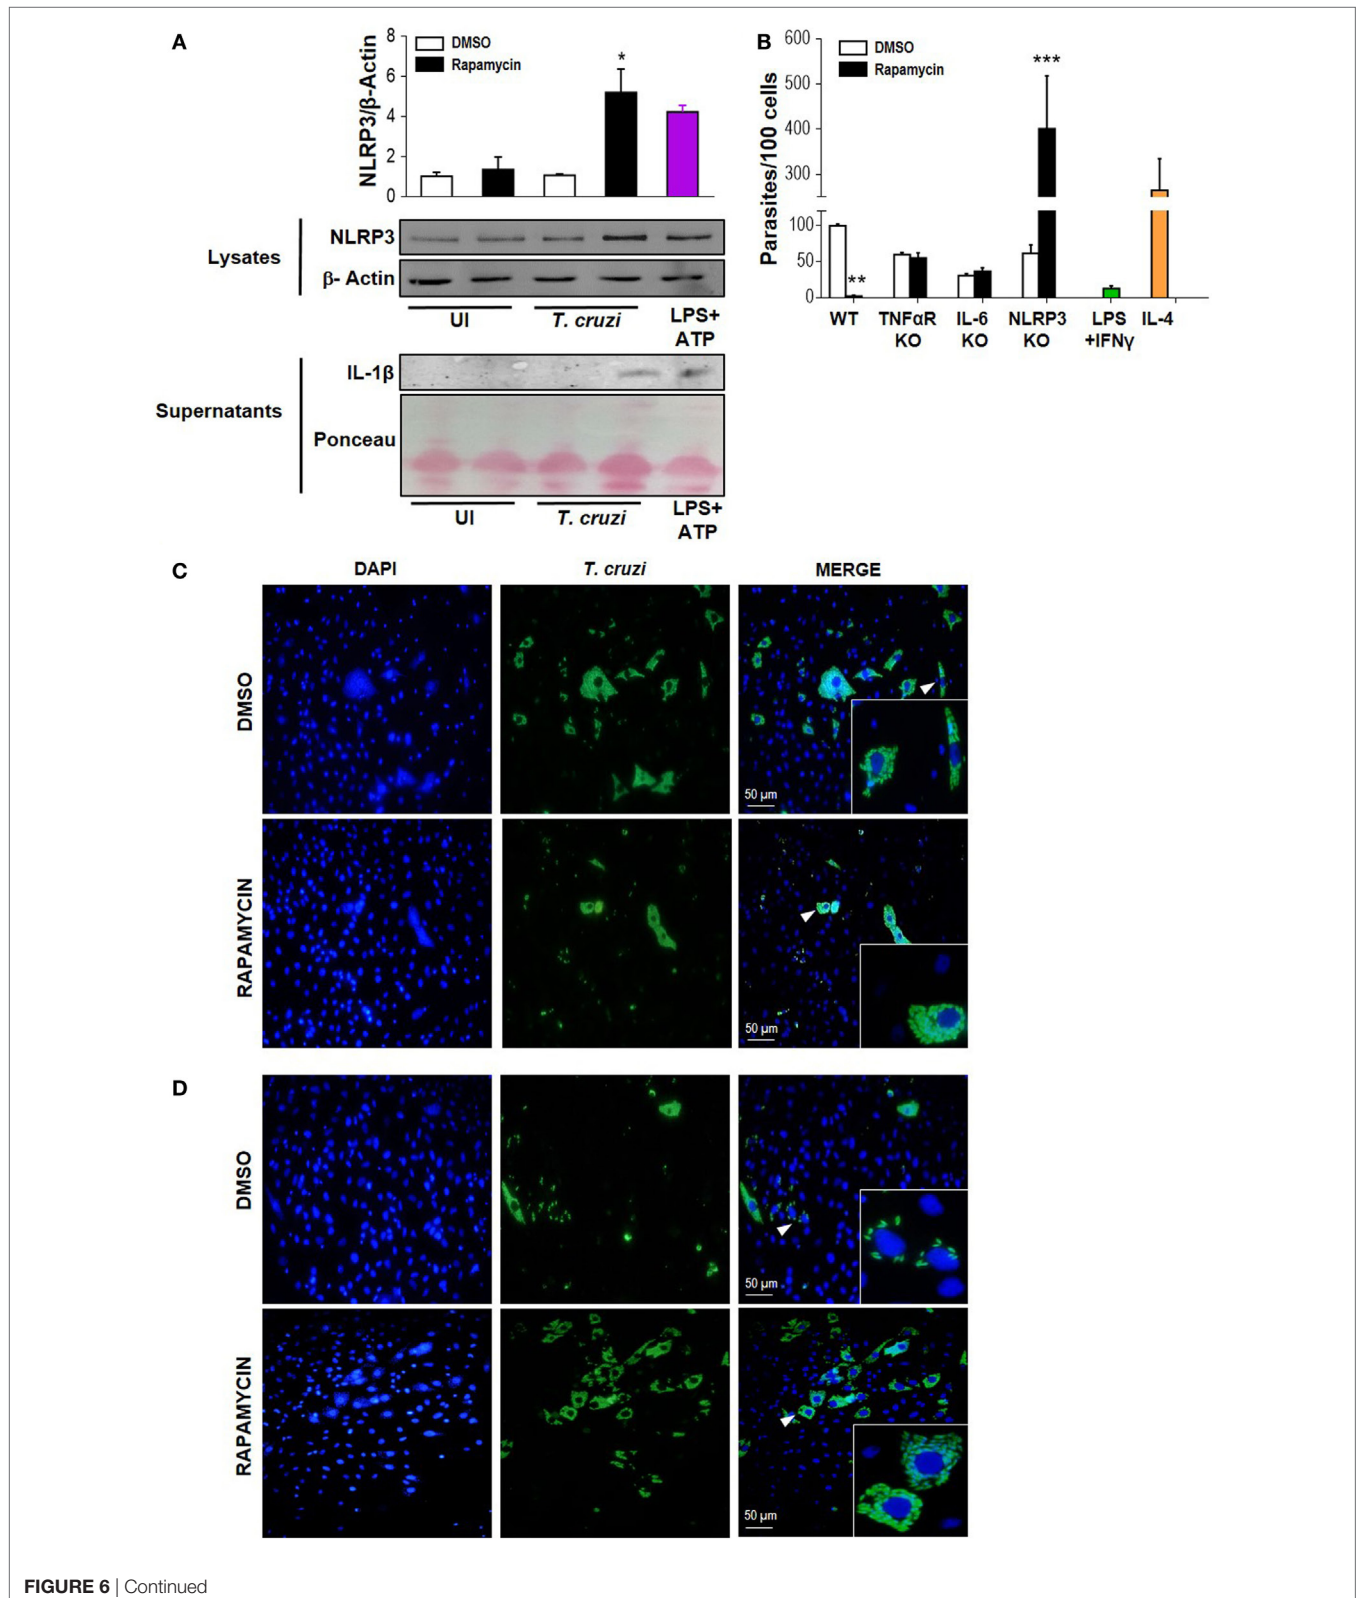 A
NLRP3/β-Actin
8
6
4
2
0
DMSO
Rapamycin
*
Lysates
NLRP3
β- Actin
UI
T. cruzi
LPS+
ATP
Supernatants
IL-1β
Ponceau
UI
T. cruzi
LPS+
ATP
B
Parasites/100 cells
600
500
400
300
100
50
0
DMSO
Rapamycin
**
***
WT
TNFαR
KO
IL-6
KO
NLRP3
KO
LPS
+IFNγ
IL-4
C
DAPI
T. cruzi
MERGE
DMSO
50 µm
RAPAMYCIN
50 µm
D
DMSO
50 µm
RAPAMYCIN
50 µm
FIGURE 6 | Continued